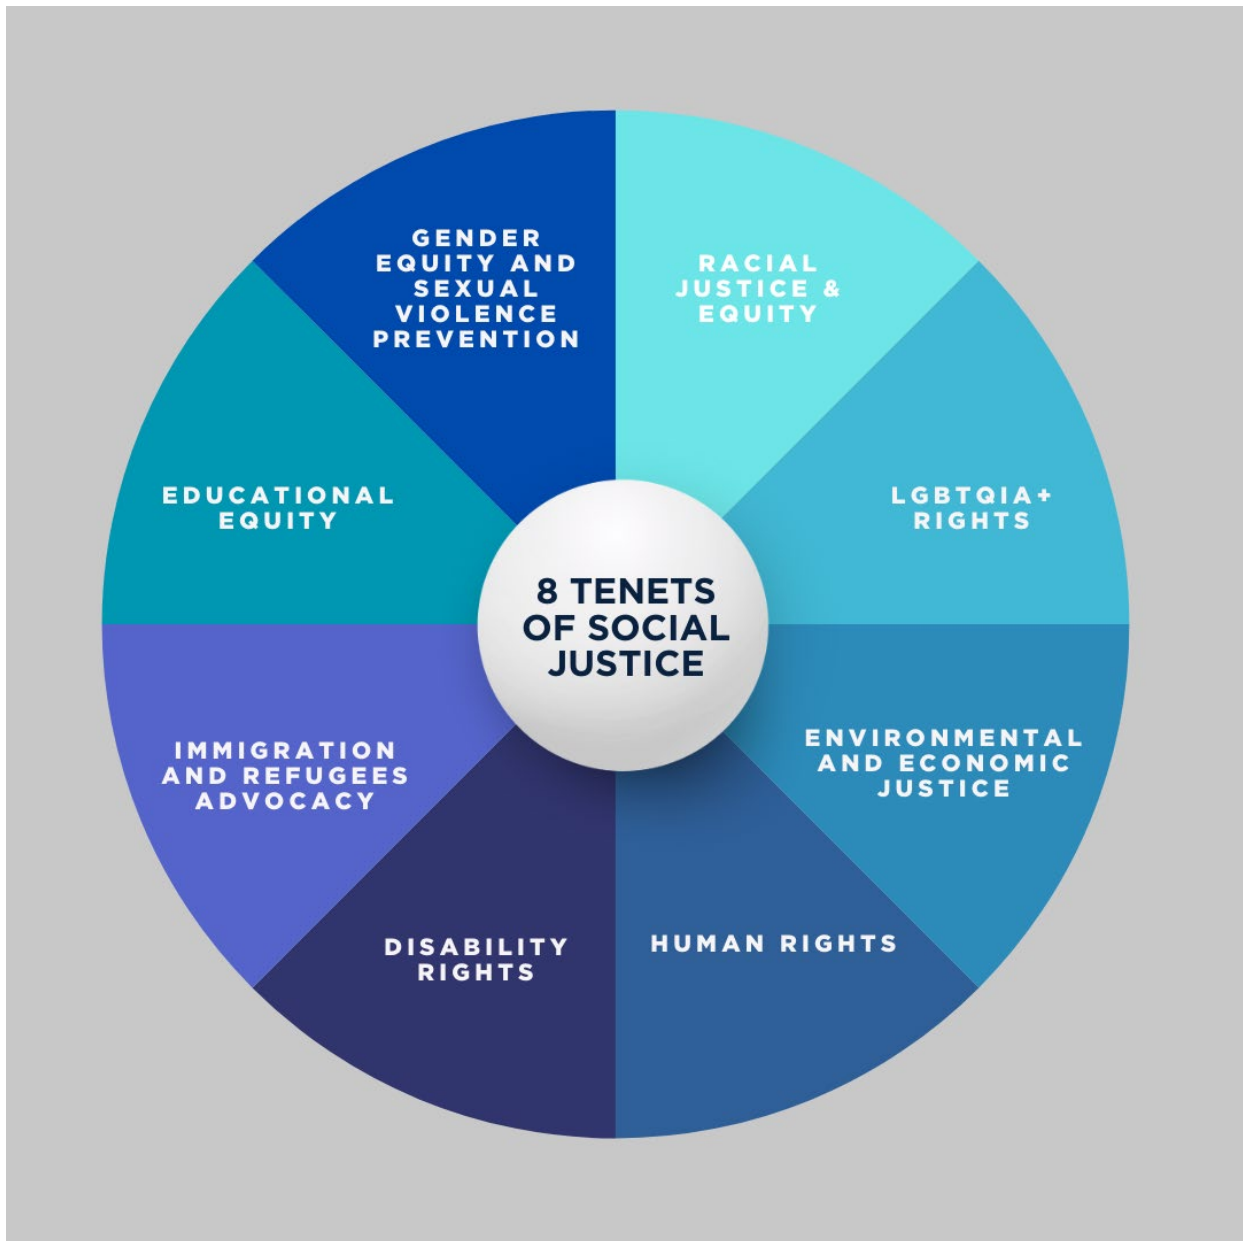 GENDER
EQUITY AND
SEXUAL
VIOLENCE
PREVENTION
RACIAL
JUSTICE &
EQUITY
EDUCATIONAL
EQUITY
LGBTQIA+
RIGHTS
8 TENETS
OF SOCIAL
JUSTICE
IMMIGRATION
AND REFUGEES
ADVOCACY
ENVIRONMENTAL
AND ECONOMIC
JUSTICE
DISABILITY
RIGHTS
HUMAN RIGHTS